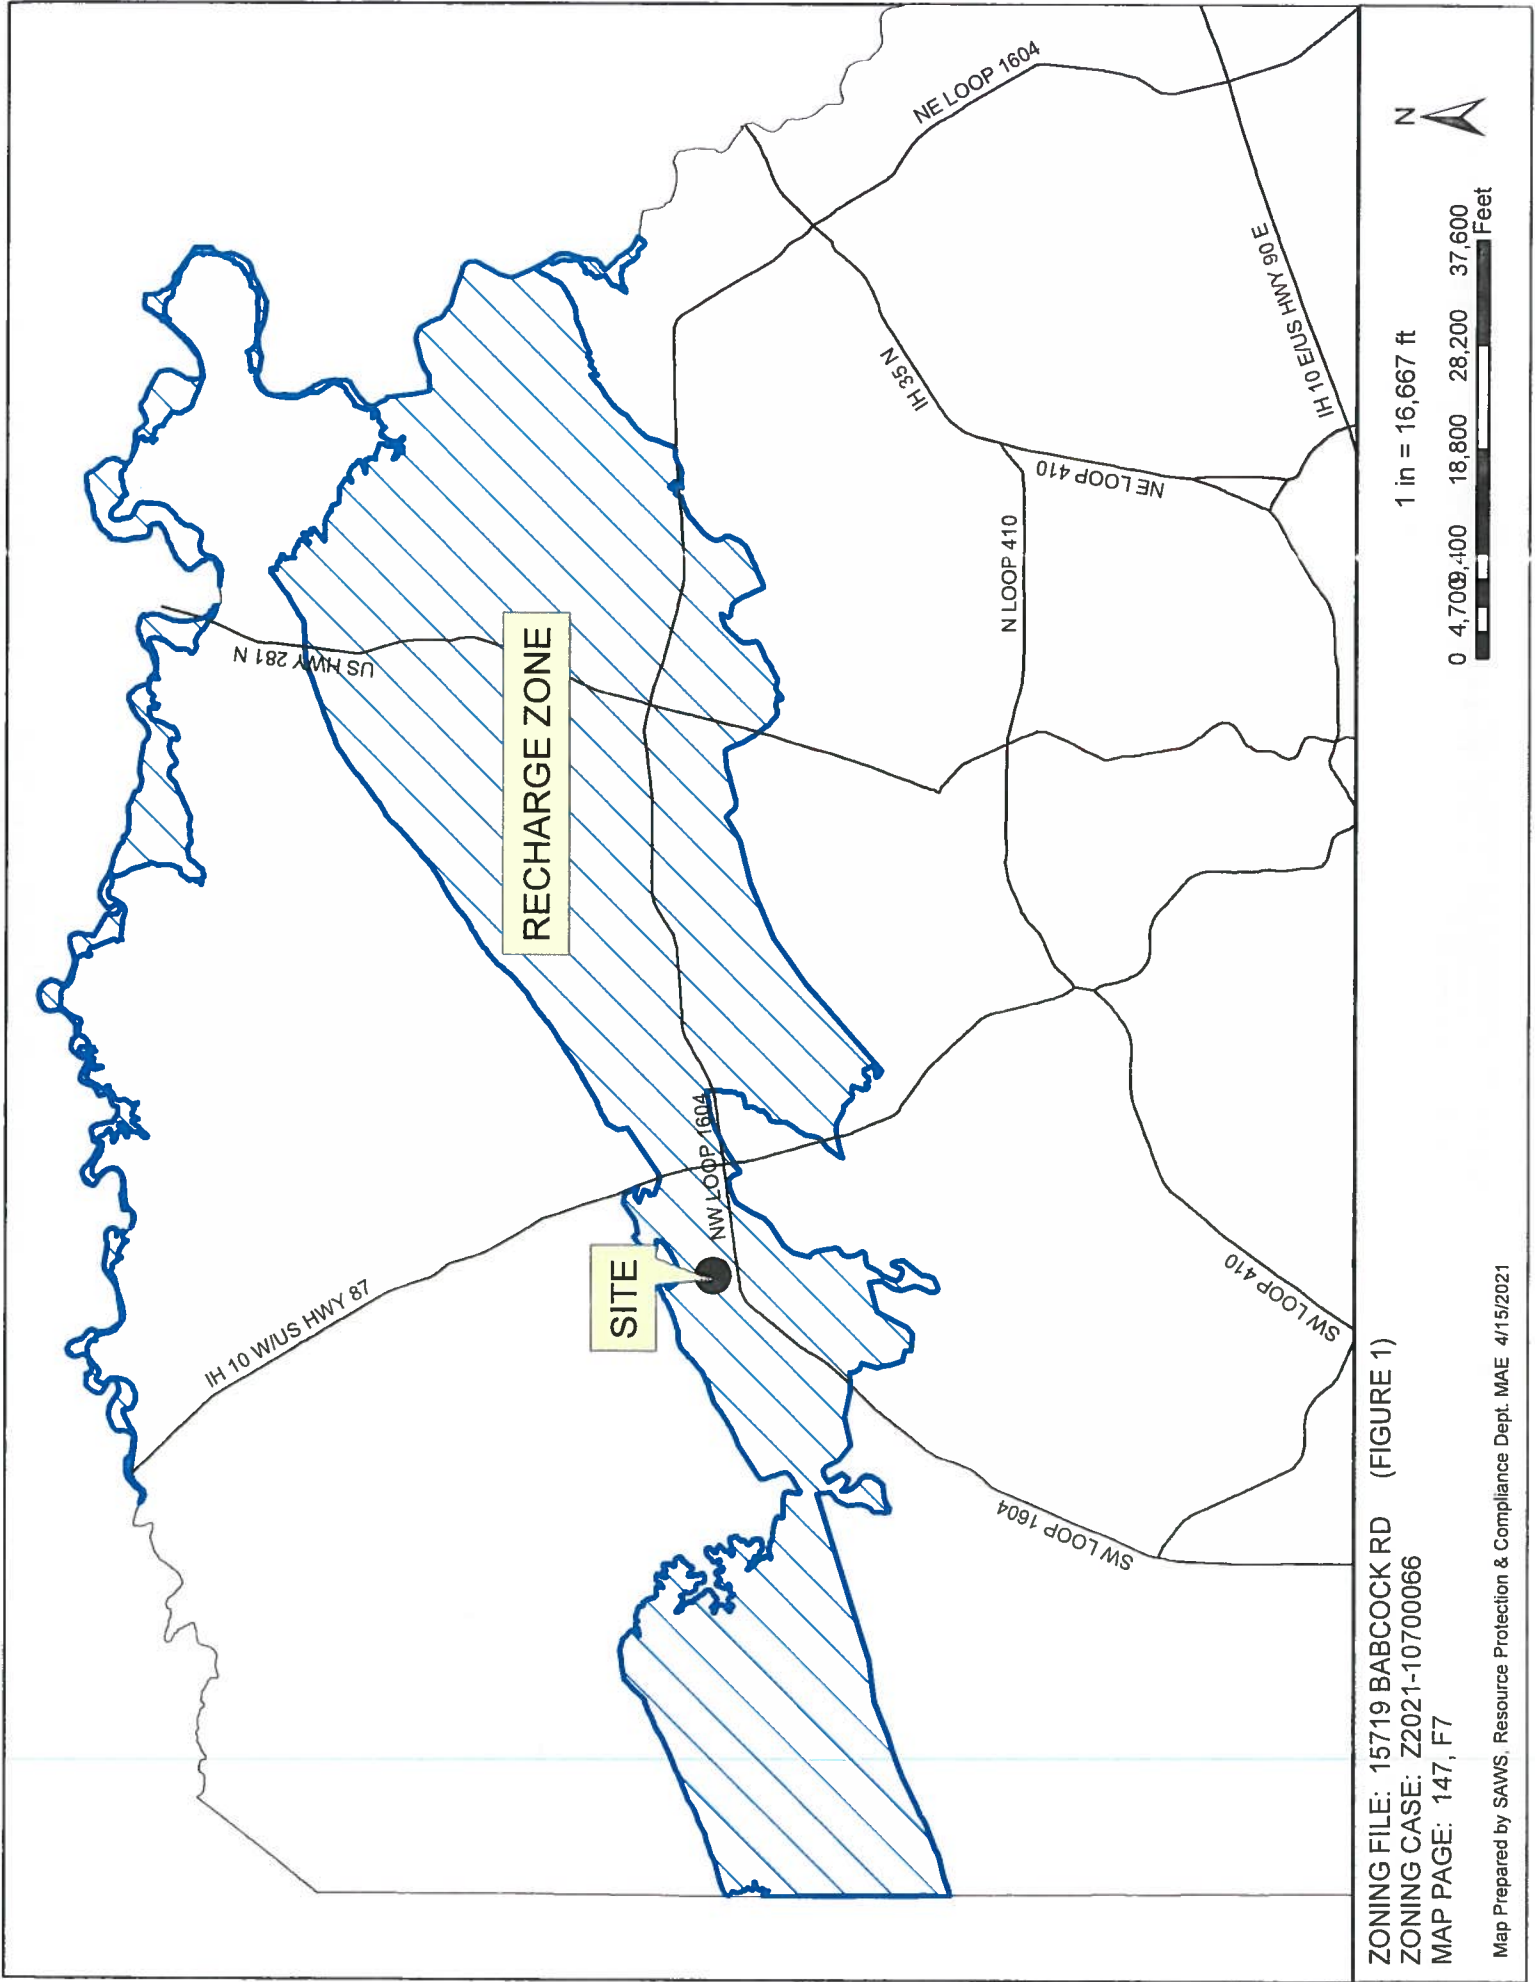 US HWY 281 N
IH 10 W/US HWY 87
RECHARGE ZONE
SITE
NW LOOP 1604
NE LOOP 1604
IH 35 N
N LOOP 410
NE LOOP 410
IH 10 E/US HWY 90 E
SW LOOP 1604
SW LOOP 410
ZONING FILE: 15719 BABCOCK RD (FIGURE 1)
ZONING CASE: Z2021-10700066
MAP PAGE: 147, F7
1 in = 16,667 ft
N
0 4,700 9,400 18,800 28,200 37,600
Feet
Map Prepared by SAWS, Resource Protection & Compliance Dept. MAE 4/15/2021